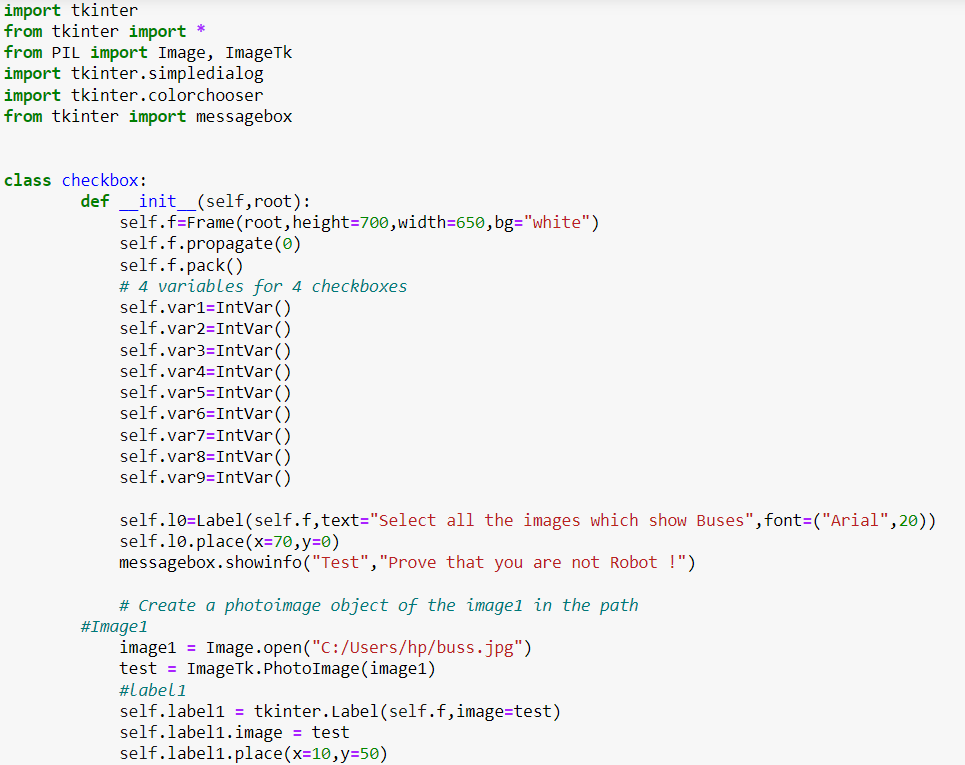 import tkinter
from tkinter import *
from PIL import Image, ImageTk
import tkinter.simpledialog
import tkinter.colorchooser
from tkinter import messagebox
class checkbox:
def __init__(self,root):
self.f=Frame(root,height=700,width=650,bg="white")
self.f.propagate(0)
self.f.pack()
# 4 variables for 4 checkboxes
self.var1=IntVar()
self.var2=IntVar()
self.var3=IntVar()
self.var4=IntVar()
self.var5=IntVar()
self.var6=IntVar()
self.var7=IntVar()
self.var8=IntVar()
self.var9=IntVar()
self.l0=Label(self.f,text="Select all the images which show Buses",font=("Arial",20))
self.l0.place(x=70,y=0)
messagebox.showinfo("Test","Prove that you are not Robot !")
# Create a photoimage object of the image1 in the path
#Image1
image1 = Image.open("C:/Users/hp/buss.jpg")
test = ImageTk.PhotoImage(image1)
#label1
self.label1 = tkinter.Label(self.f,image=test)
self.label1.image = test
self.label1.place(x=10,y=50)